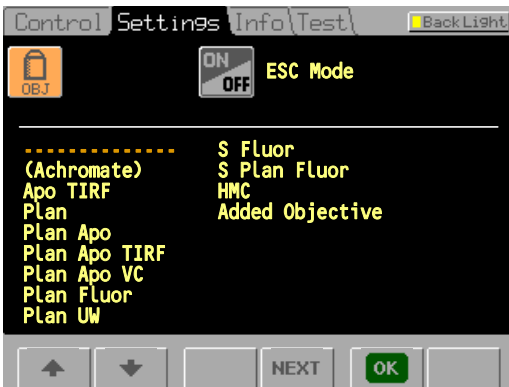 Control Settings Info Test Back Light
OBJ
ON
OFF
ESC Mode
--------------
(Achromate)
Apo TIRF
Plan
Plan Apo
Plan Apo TIRF
Plan Apo VC
Plan Fluor
Plan UW
S Fluor
S Plan Fluor
HMC
Added Objective
NEXT OK